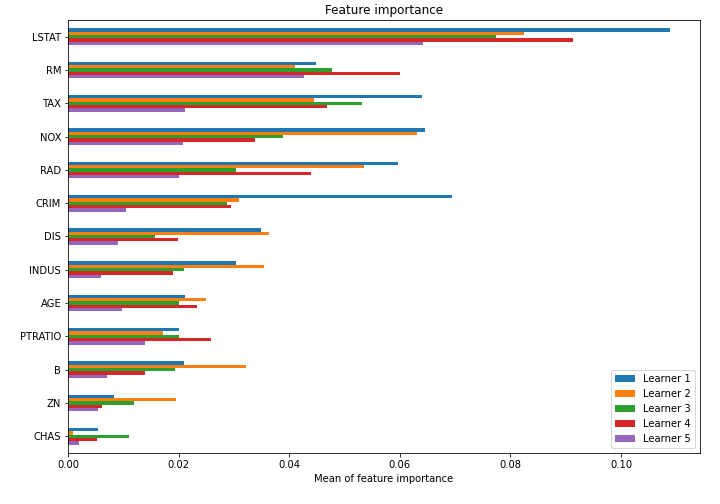 Feature importance
LSTAT
RM
TAX
NOX
RAD
CRIM
DIS
INDUS
AGE
PTRATIO
B
ZN
CHAS
Learner 1
Learner 2
Learner 3
Learner 4
Learner 5
0.00 0.02 0.04 0.06 0.08 0.10
Mean of feature importance